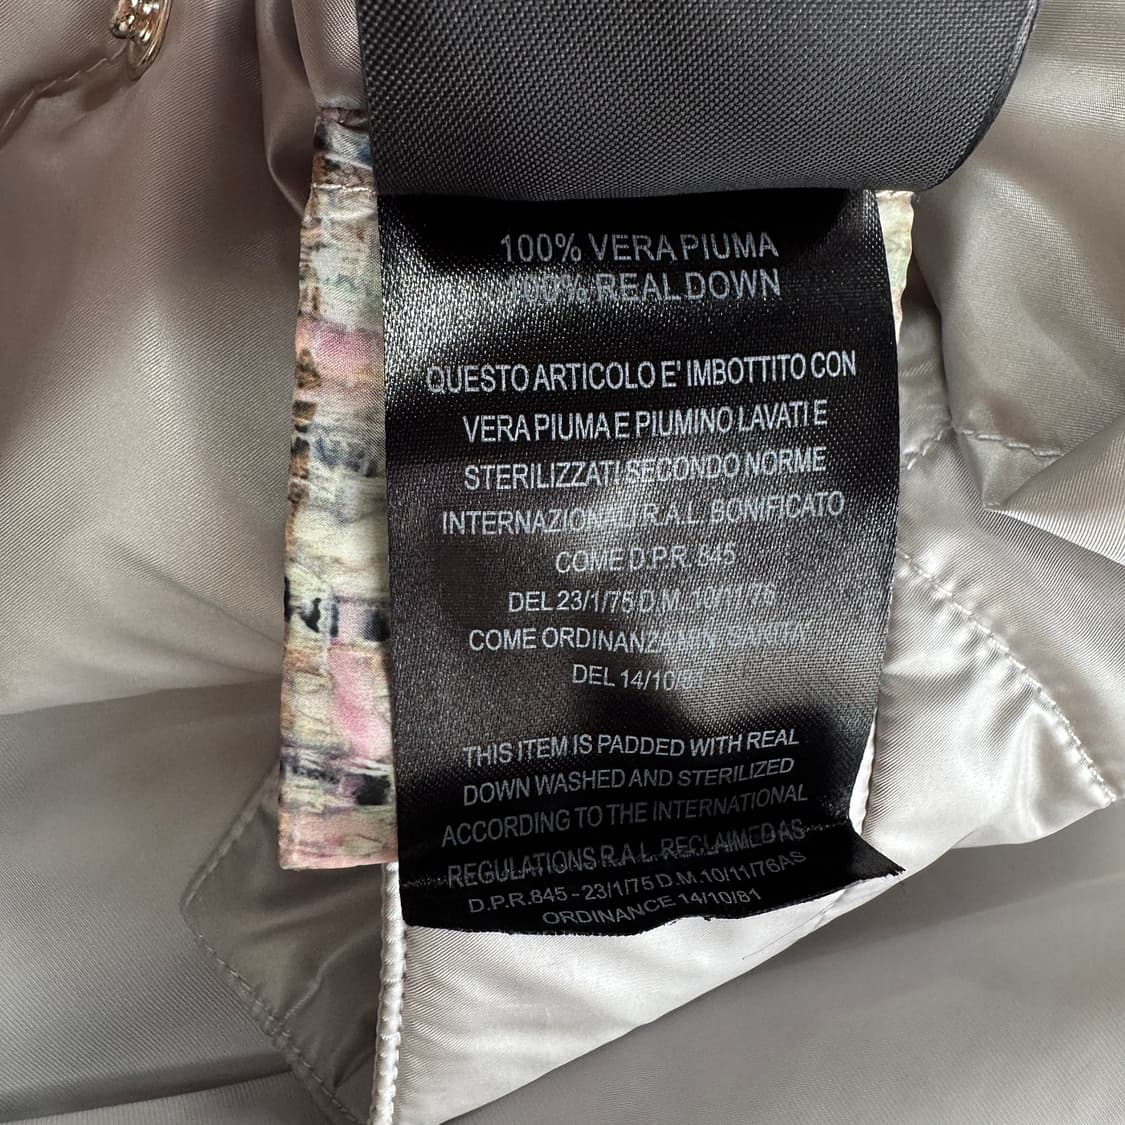 100% VERA PIUMA
100% REAL DOWN
QUESTO ARTICOLO E' IMBOTTITO CON
VERA PIUMA E PIUMINO LAVATI E
STERILIZZATI SECONDO NORME
INTERNAZIONALI R.A.L. BONIFICATO
COME D.P.R. 845
DEL 23/1/75 D.M. 10/11/76
COME ORDINANZA
DEL 14/10/81
THIS ITEM IS PADDED WITH REAL
DOWN WASHED AND STERILIZED
ACCORDING TO THE INTERNATIONAL
REGULATIONS R.A.L. RECLAIMED AS
D.P.R.845 - 23/1/75 D.M.10/11/76AS
ORDINANCE 14/10/81